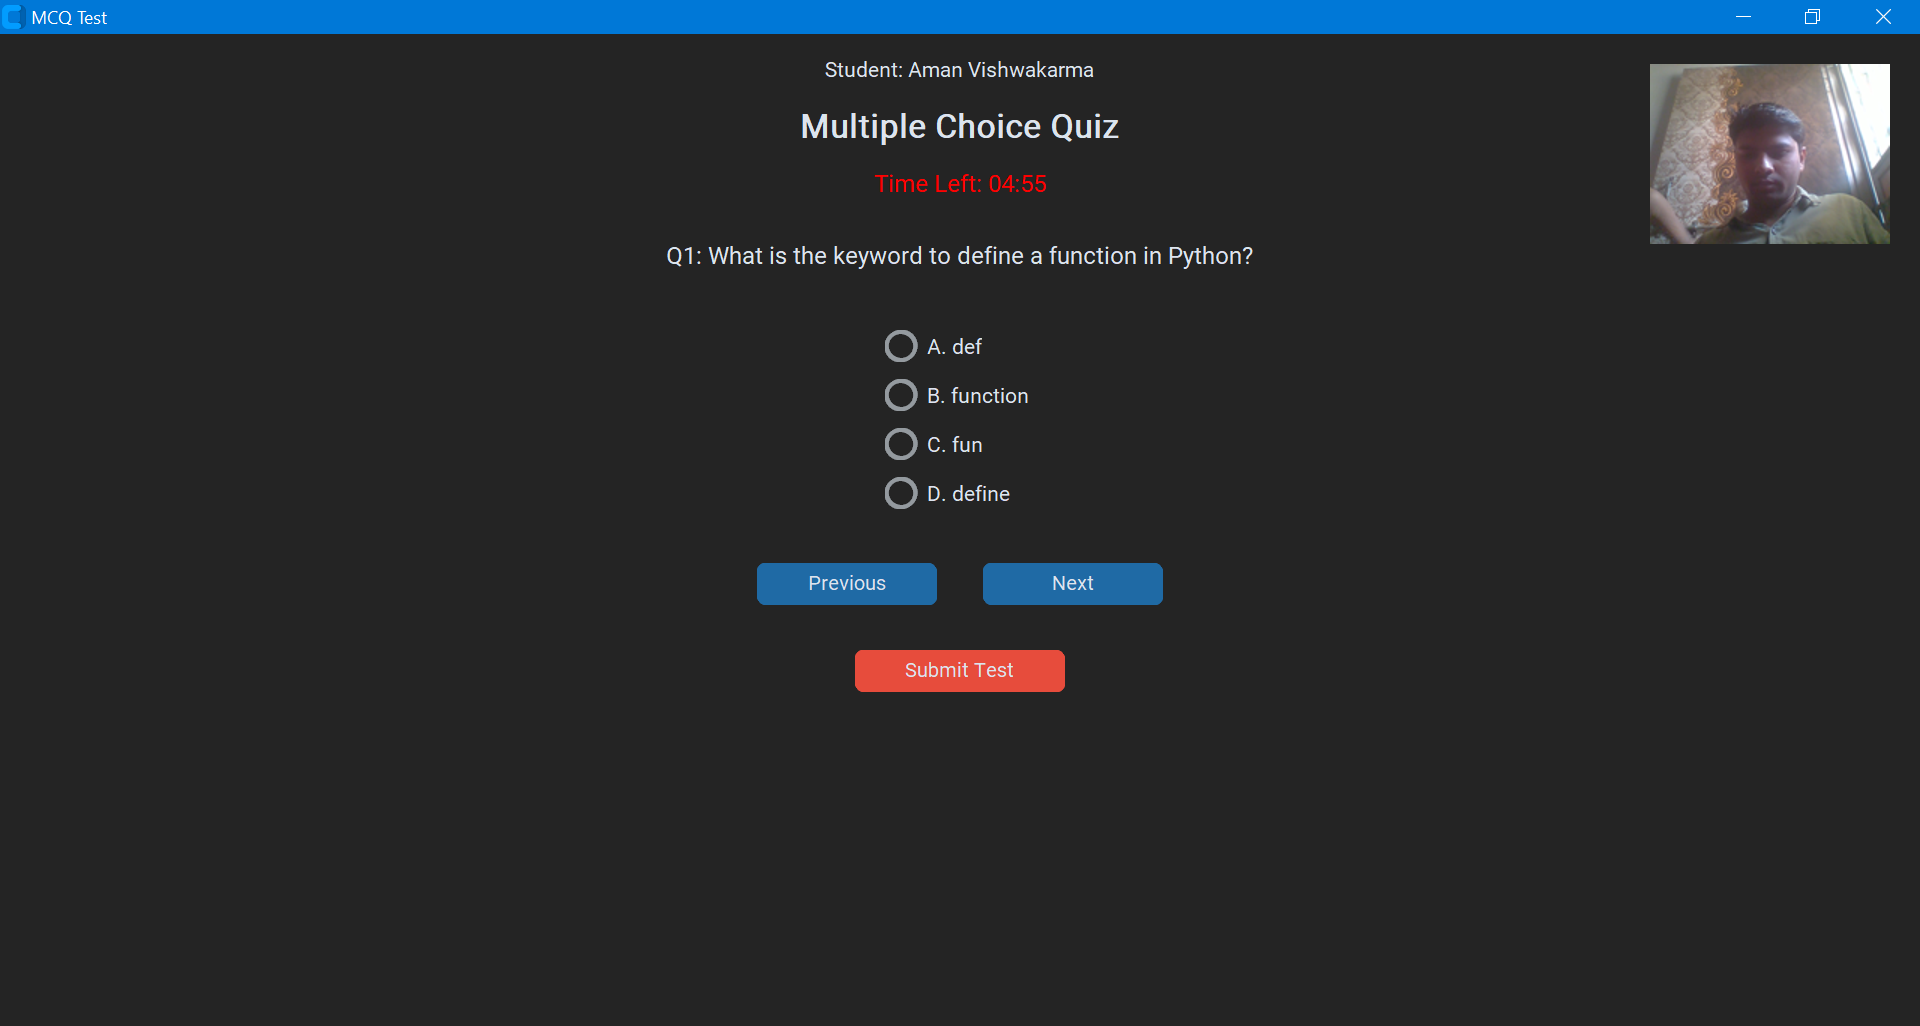 MCQ Test
Student: Aman Vishwakarma
Multiple Choice Quiz
Time Left: 04:55
Q1: What is the keyword to define a function in Python?
A. def
B. function
C. fun
D. define
Previous
Next
Submit Test